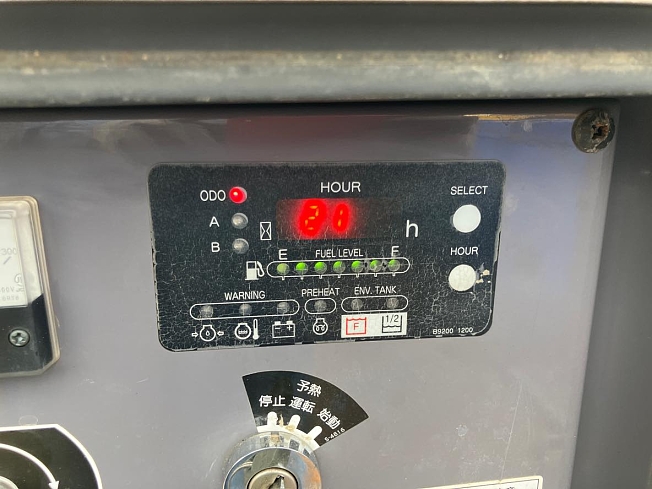 HOUR
SELECT
ODO
21
h
A
B
HOUR
FUEL LEVEL
E
F
WARNING
PREHEAT
ENV. TANK
F
1/2
B9200 1200
予熱
停止 運転 始動
300